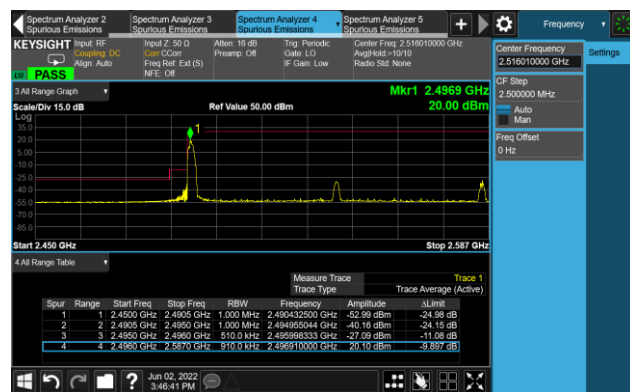 Spectrum Analyzer 2
Spurious Emissions
Spectrum Analyzer 3
Spurious Emissions
Spectrum Analyzer 4
Spurious Emissions
Spectrum Analyzer 5
Spurious Emissions
Frequency
KEYSIGHT
Input: RF
Coupling: DC
Align: Auto
Input Z: 50 Ω
Corr CCorr
Freq Ref: Ext (S)
NFE: Off
Atten: 16 dB
Preamp: Off
Trig: Periodic
Gate: LO
IF Gain: Low
Center Freq: 2.516010000 GHz
Avg|Hold:>10/10
Radio Std: None
PASS
Center Frequency
2.516010000 GHz
Settings
CF Step
2.500000 MHz
Auto
Man
Freq Offset
0 Hz
3 All Range Graph
Mkr1 2.4969 GHz
Scale/Div 15.0 dB
Ref Value 50.00 dBm
20.00 dBm
Log
1
35.0
20.0
5.00
-10.0
-25.0
-40.0
-55.0
-70.0
-85.0
Start 2.450 GHz
Stop 2.587 GHz
4 All Range Table
Measure Trace Trace 1
Trace Type Trace Average (Active)
Spur Range Start Freq Stop Freq RBW Frequency Amplitude ΔLimit
1 1 2.4500 GHz 2.4905 GHz 1.000 MHz 2.490432500 GHz -52.99 dBm -24.98 dB
2 2 2.4905 GHz 2.4950 GHz 1.000 MHz 2.494955044 GHz -40.16 dBm -24.15 dB
3 3 2.4950 GHz 2.4960 GHz 510.0 kHz 2.495998333 GHz -27.09 dBm -11.08 dB
4 4 2.4960 GHz 2.5870 GHz 910.0 kHz 2.496910000 GHz 20.10 dBm -9.897 dB
?
Jun 02, 2022
3:46:41 PM